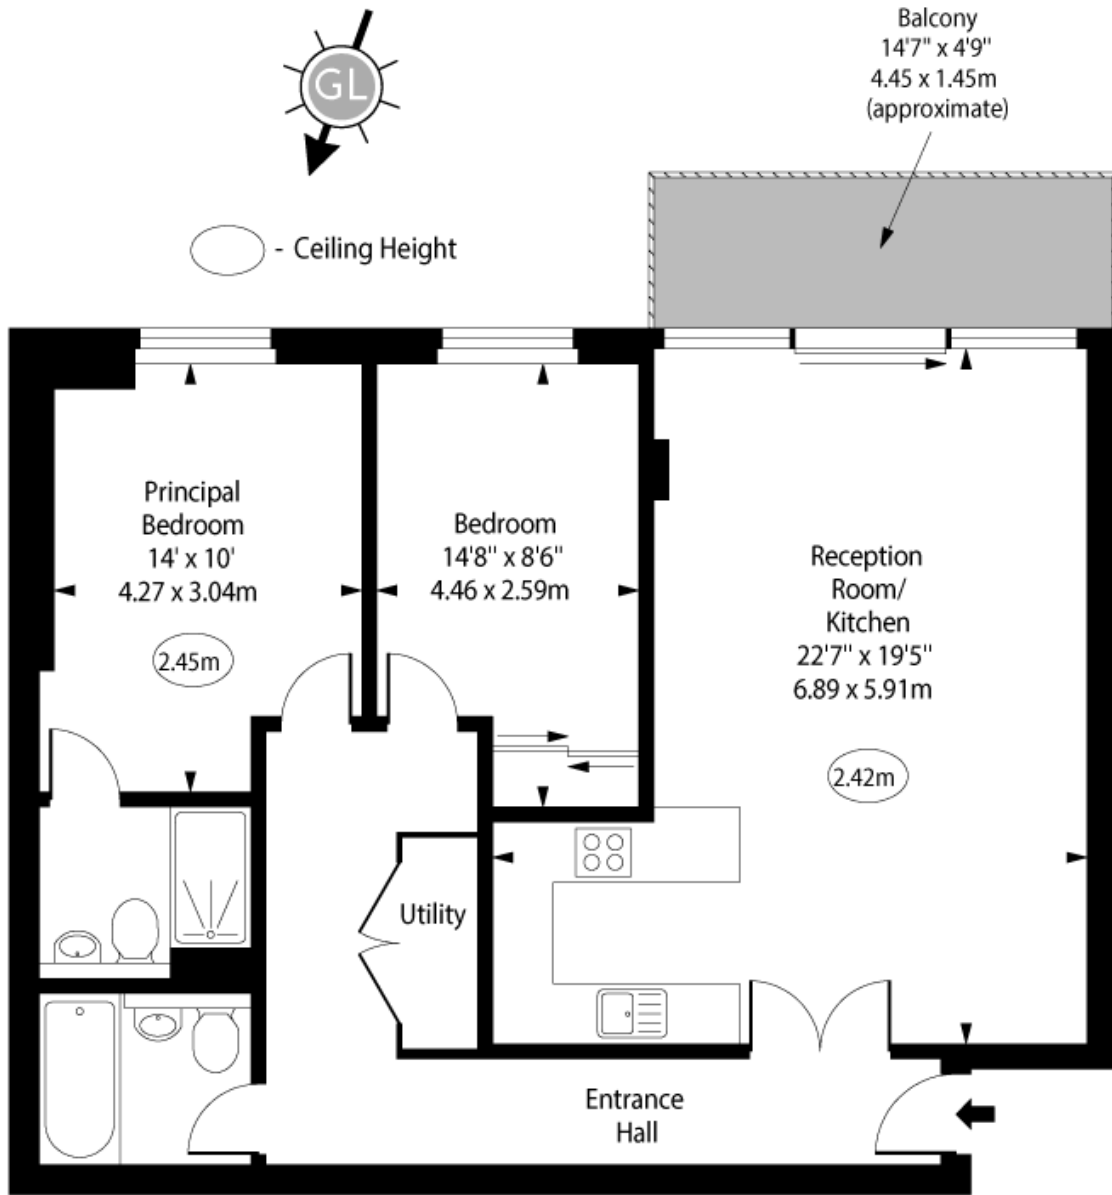 GL
- Ceiling Height
Balcony
14'7" x 4'9"
4.45 x 1.45m
(approximate)
Principal
Bedroom
14' x 10'
4.27 x 3.04m
2.45m
Bedroom
14'8" x 8'6"
4.46 x 2.59m
Reception
Room/
Kitchen
22'7" x 19'5"
6.89 x 5.91m
2.42m
Utility
Entrance
Hall